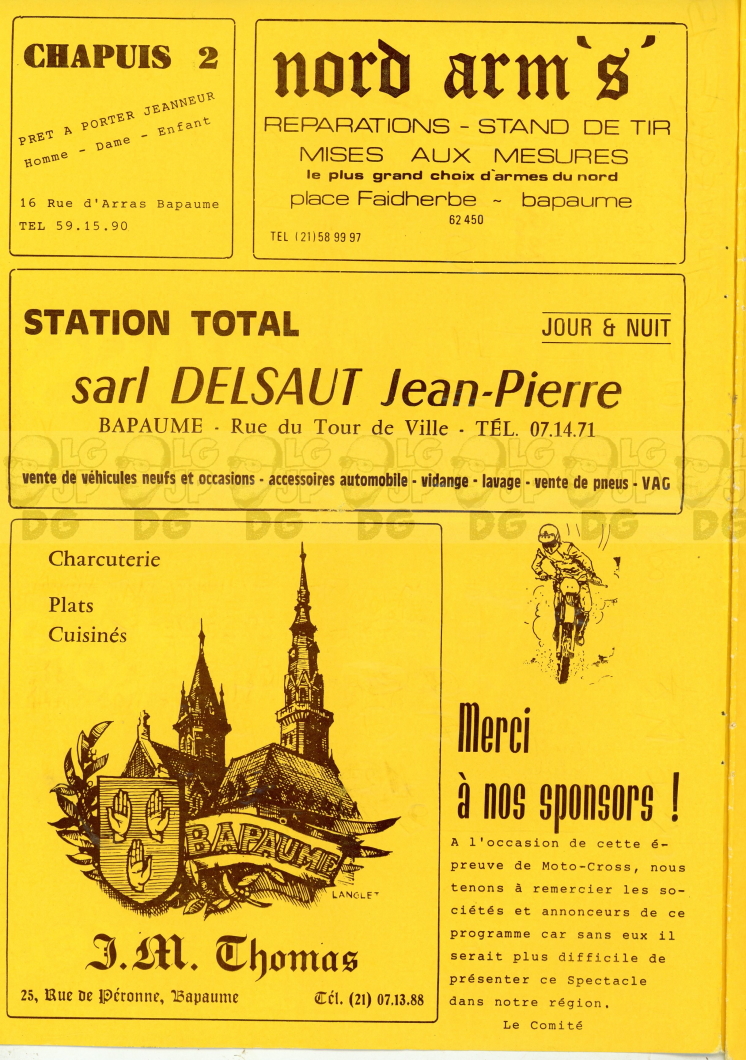 CHAPUIS 2
PRET A PORTER JEANNEUR
Homme - Dame - Enfant
16 Rue d'Arras Bapaume
TEL 59.15.90
nord arm`s´
REPARATIONS - STAND DE TIR
MISES AUX MESURES
le plus grand choix d`armes du nord
place Faidherbe ~ bapaume
62 450
TEL (21)58 99 97
STATION TOTAL
JOUR & NUIT
sarl DELSAUT Jean-Pierre
BAPAUME - Rue du Tour de Ville - TÉL. 07.14.71
vente de véhicules neufs et occasions - accessoires automobile - vidange - lavage - vente de pneus - VAG
Charcuterie
Plats
Cuisinés
BAPAUME
LANGLET
J.M. Thomas
25, Rue de Péronne, Bapaume Tél. (21) 07.13.88
Merci
à nos sponsors !
A l'occasion de cette é-
preuve de Moto-Cross, nous
tenons à remercier les so-
ciétés et annonceurs de ce
programme car sans eux il
serait plus difficile de
présenter ce Spectacle
dans notre région.
Le Comité
LG JP DG